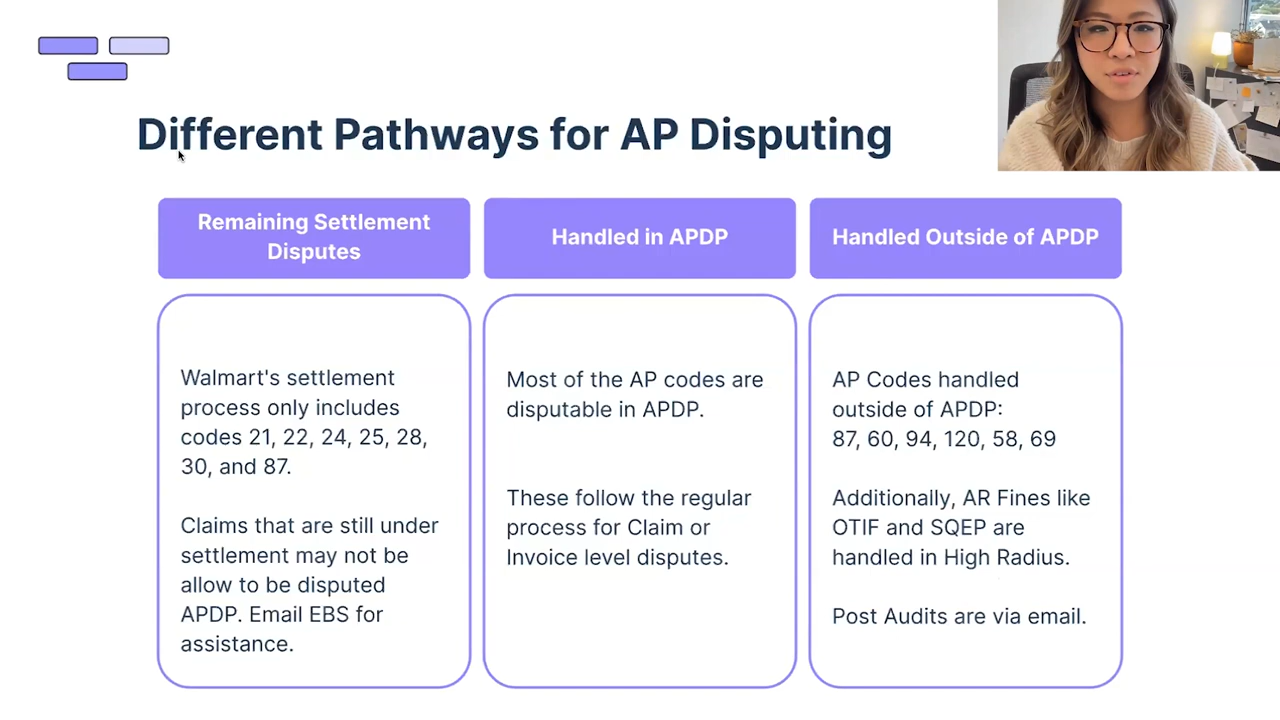 Different Pathways for AP Disputing
Remaining Settlement
Disputes
Walmart's settlement
process only includes
codes 21, 22, 24, 25, 28,
30, and 87.
Claims that are still under
settlement may not be
allow to be disputed
APDP. Email EBS for
assistance.
Handled in APDP
Most of the AP codes are
disputable in APDP.
These follow the regular
process for Claim or
Invoice level disputes.
Handled Outside of APDP
AP Codes handled
outside of APDP:
87, 60, 94, 120, 58, 69
Additionally, AR Fines like
OTIF and SQEP are
handled in High Radius.
Post Audits are via email.